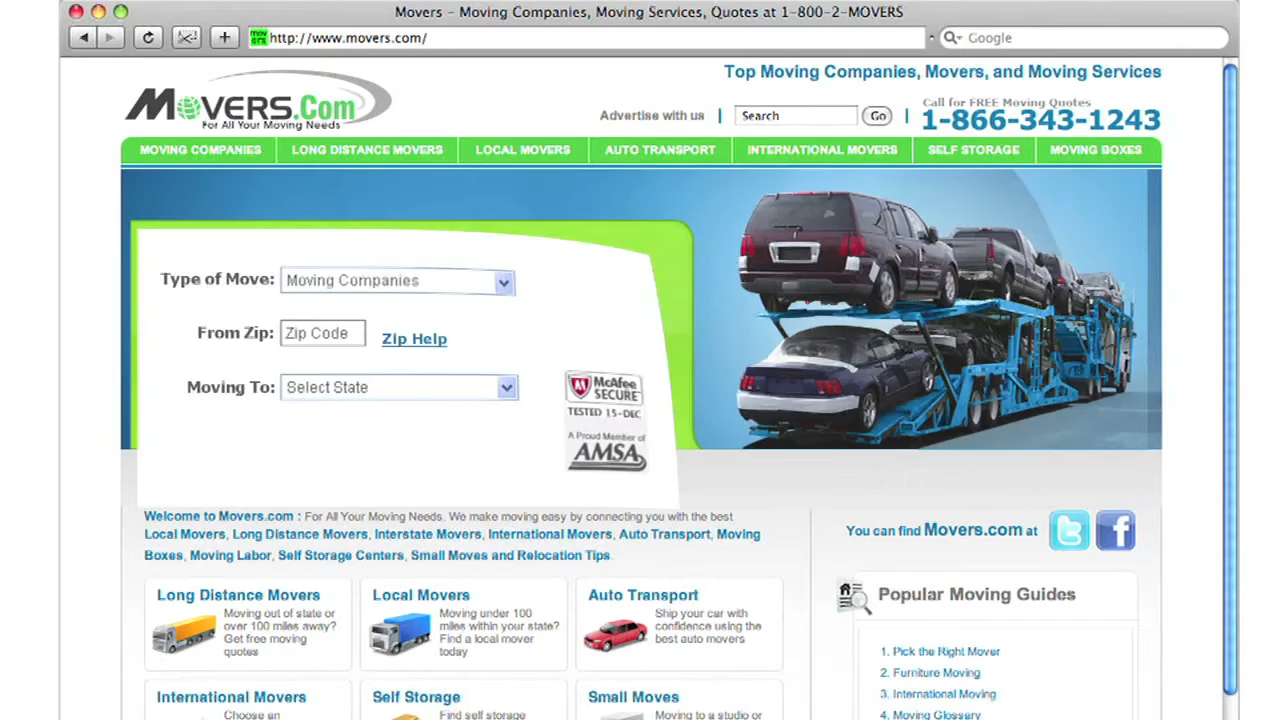 Movers - Moving Companies, Moving Services, Quotes at 1-800-2-MOVERS
mov ers http://www.movers.com/
Google
Top Moving Companies, Movers, and Moving Services
MOVERS.Com
For All Your Moving Needs
Advertise with us
Search
Go
Call for FREE Moving Quotes
1-866-343-1243
MOVING COMPANIES
LONG DISTANCE MOVERS
LOCAL MOVERS
AUTO TRANSPORT
INTERNATIONAL MOVERS
SELF STORAGE
MOVING BOXES
Type of Move: Moving Companies
From Zip: Zip Code Zip Help
Moving To: Select State
McAfee
SECURE
TESTED 15-DEC
A Proud Member of
AMSA
Welcome to Movers.com : For All Your Moving Needs. We make moving easy by connecting you with the best
Local Movers, Long Distance Movers, Interstate Movers, International Movers, Auto Transport, Moving
Boxes, Moving Labor, Self Storage Centers, Small Moves and Relocation Tips.
You can find Movers.com at
Long Distance Movers
Moving out of state or
over 100 miles away?
Get free moving
quotes
Local Movers
Moving under 100
miles within your state?
Find a local mover
today
Auto Transport
Ship your car with
confidence using the
best auto movers
Popular Moving Guides
1. Pick the Right Mover
2. Furniture Moving
3. International Moving
4. Moving Glossary
International Movers
Choose an
Self Storage
Find self storage
Small Moves
Moving to a studio or